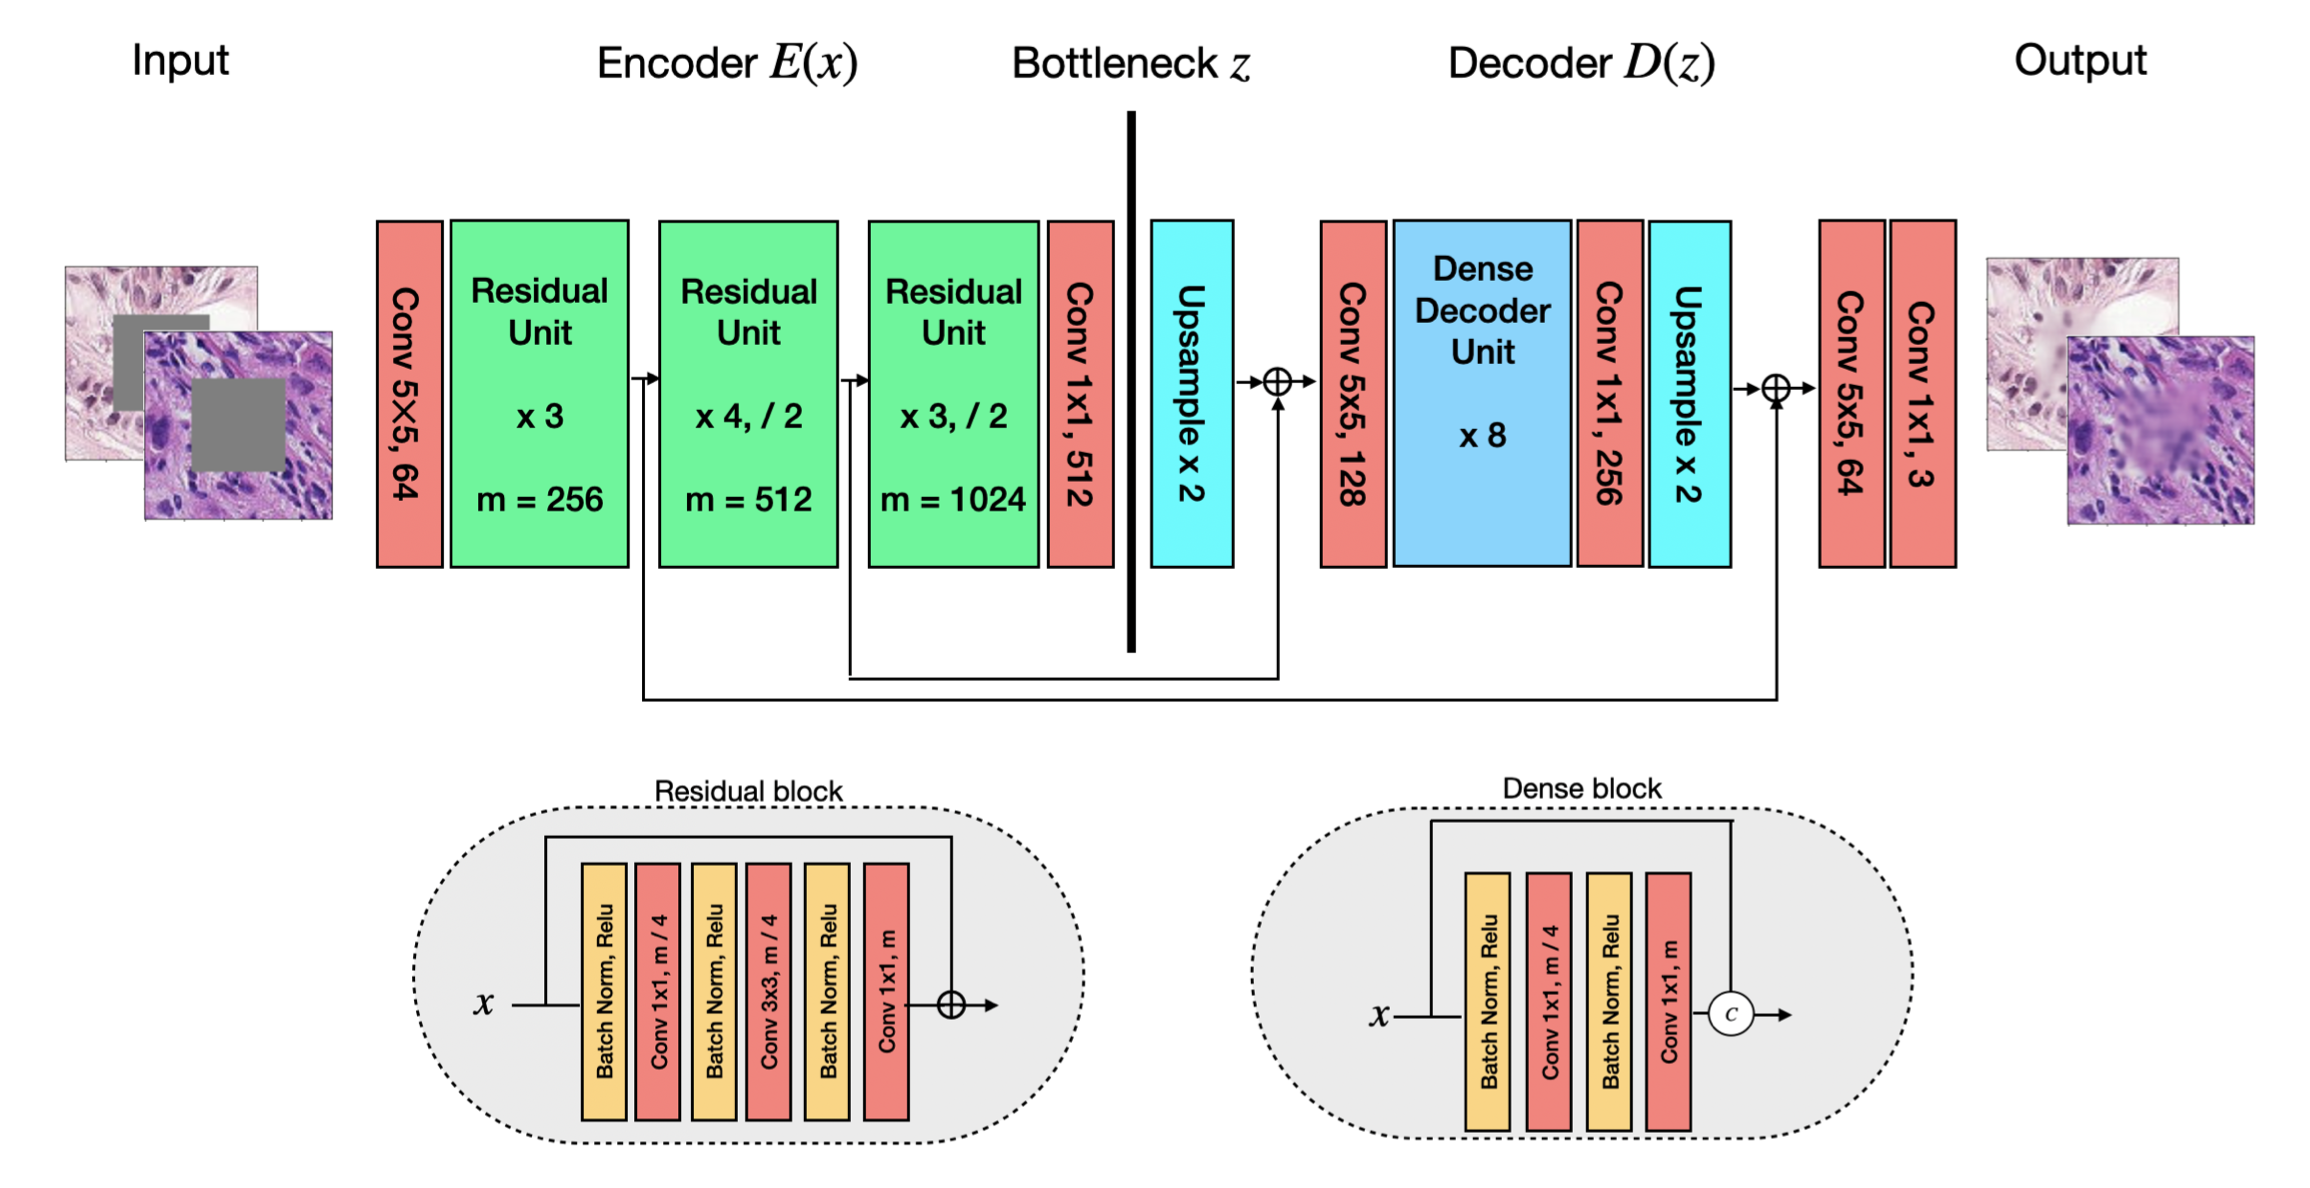 Input
Encoder E(x)
Bottleneck z
Decoder D(z)
Output
Conv 5×5, 64
Residual
Unit
x 3
m = 256
Residual
Unit
x 4, / 2
m = 512
Residual
Unit
x 3, / 2
m = 1024
Conv 1x1, 512
Upsample x 2
Conv 5x5, 128
Dense
Decoder
Unit
x 8
Conv 1x1, 256
Upsample x 2
Conv 5x5, 64
Conv 1x1, 3
Residual block
x
Batch Norm, Relu
Conv 1x1, m / 4
Batch Norm, Relu
Conv 3x3, m / 4
Batch Norm, Relu
Conv 1x1, m
Dense block
x
Batch Norm, Relu
Conv 1x1, m / 4
Batch Norm, Relu
Conv 1x1, m
c